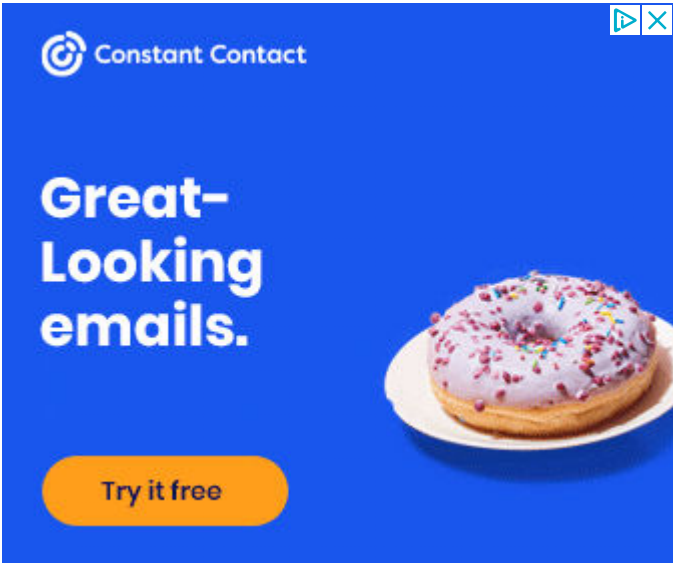 Constant Contact
Great-
Looking
emails.
Try it free